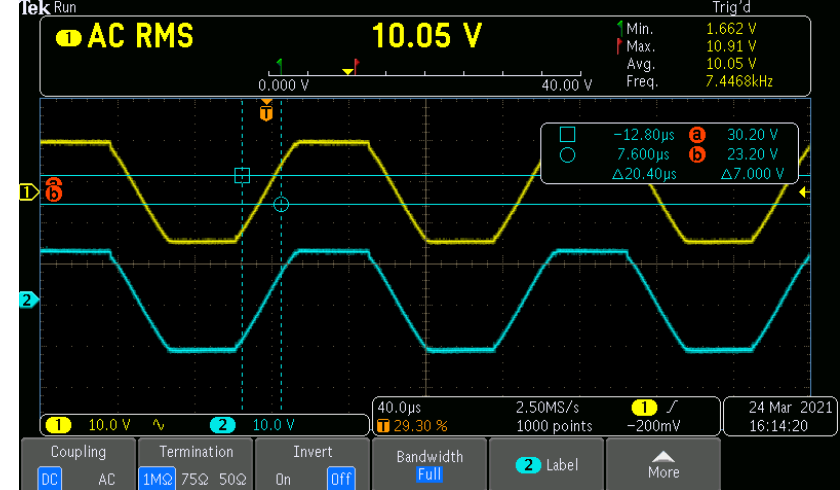 Tek Run Trig'd
1 AC RMS 10.05 V
Min. 1.662 V
Max. 10.91 V
Avg. 10.05 V
Freq. 7.4468kHz
0.000 V 40.00 V
T
−12.80µs a 30.20 V
7.600µs b 23.20 V
△20.40µs △7.000 V
1
a
b
2
1 10.0 V 2 10.0 V
40.0µs 2.50MS/s 1 −200mV
T 29.30 % 1000 points
24 Mar 2021
16:14:20
Coupling
DC AC
Termination
1MΩ 75Ω 50Ω
Invert
On Off
Bandwidth
Full
2 Label
More